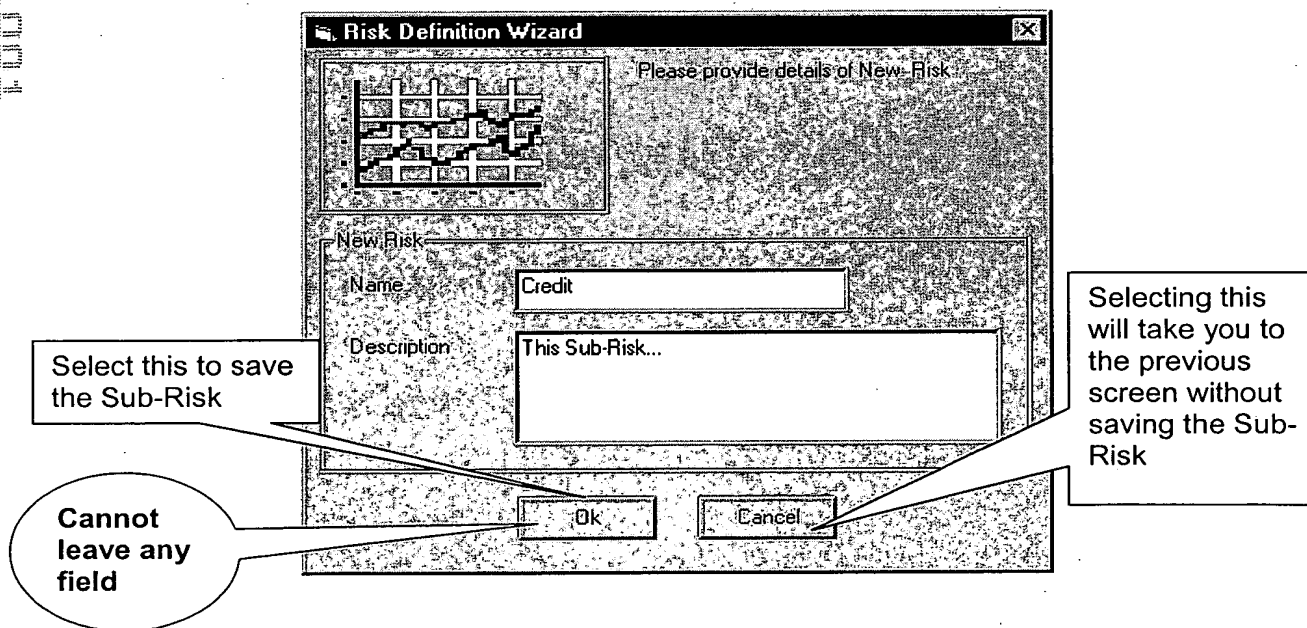 Risk Definition Wizard
Please provide details of New-Risk
New Risk
Name
Credit
Description
This Sub-Risk...
Select this to save
the Sub-Risk
Selecting this
will take you to
the previous
screen without
saving the Sub-
Risk
Cannot
leave any
field
Ok
Cancel